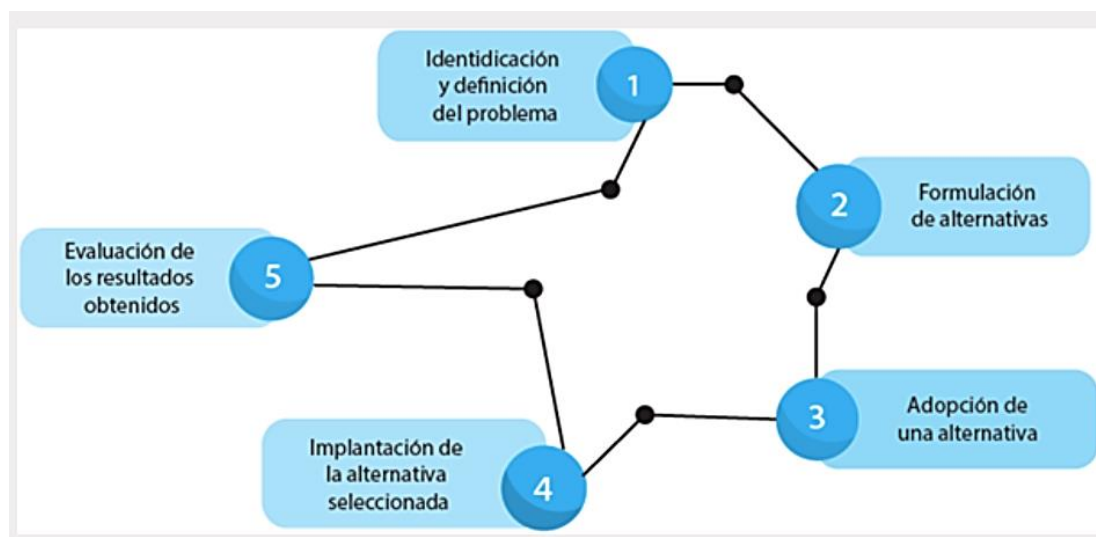 Identidicación
y definición
del problema
1
2
Formulación
de alternativas
3
Adopción de
una alternativa
4
Implantación de
la alternativa
seleccionada
5
Evaluación de
los resultados
obtenidos